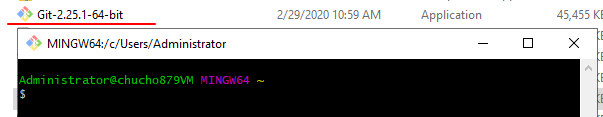 Git-2.25.1-64-bit 2/29/2020 10:59 AM Application 45,455 KB
MINGW64:/c/Users/Administrator
Administrator@chucho879VM MINGW64 ~
$